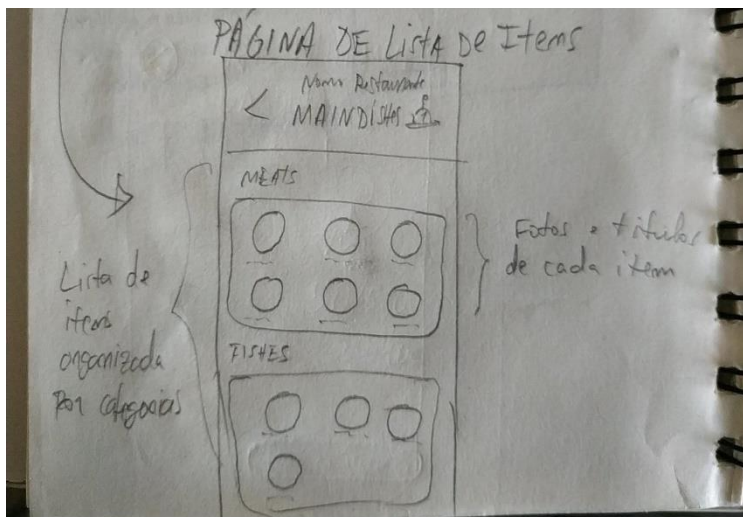 PÁGINA DE LISTA DE Items
Nome Restaurante
< MAINDISHES
MEATS
Fotos e titulos
de cada item
Lista de
items
organizada
Por categorias
FISHES